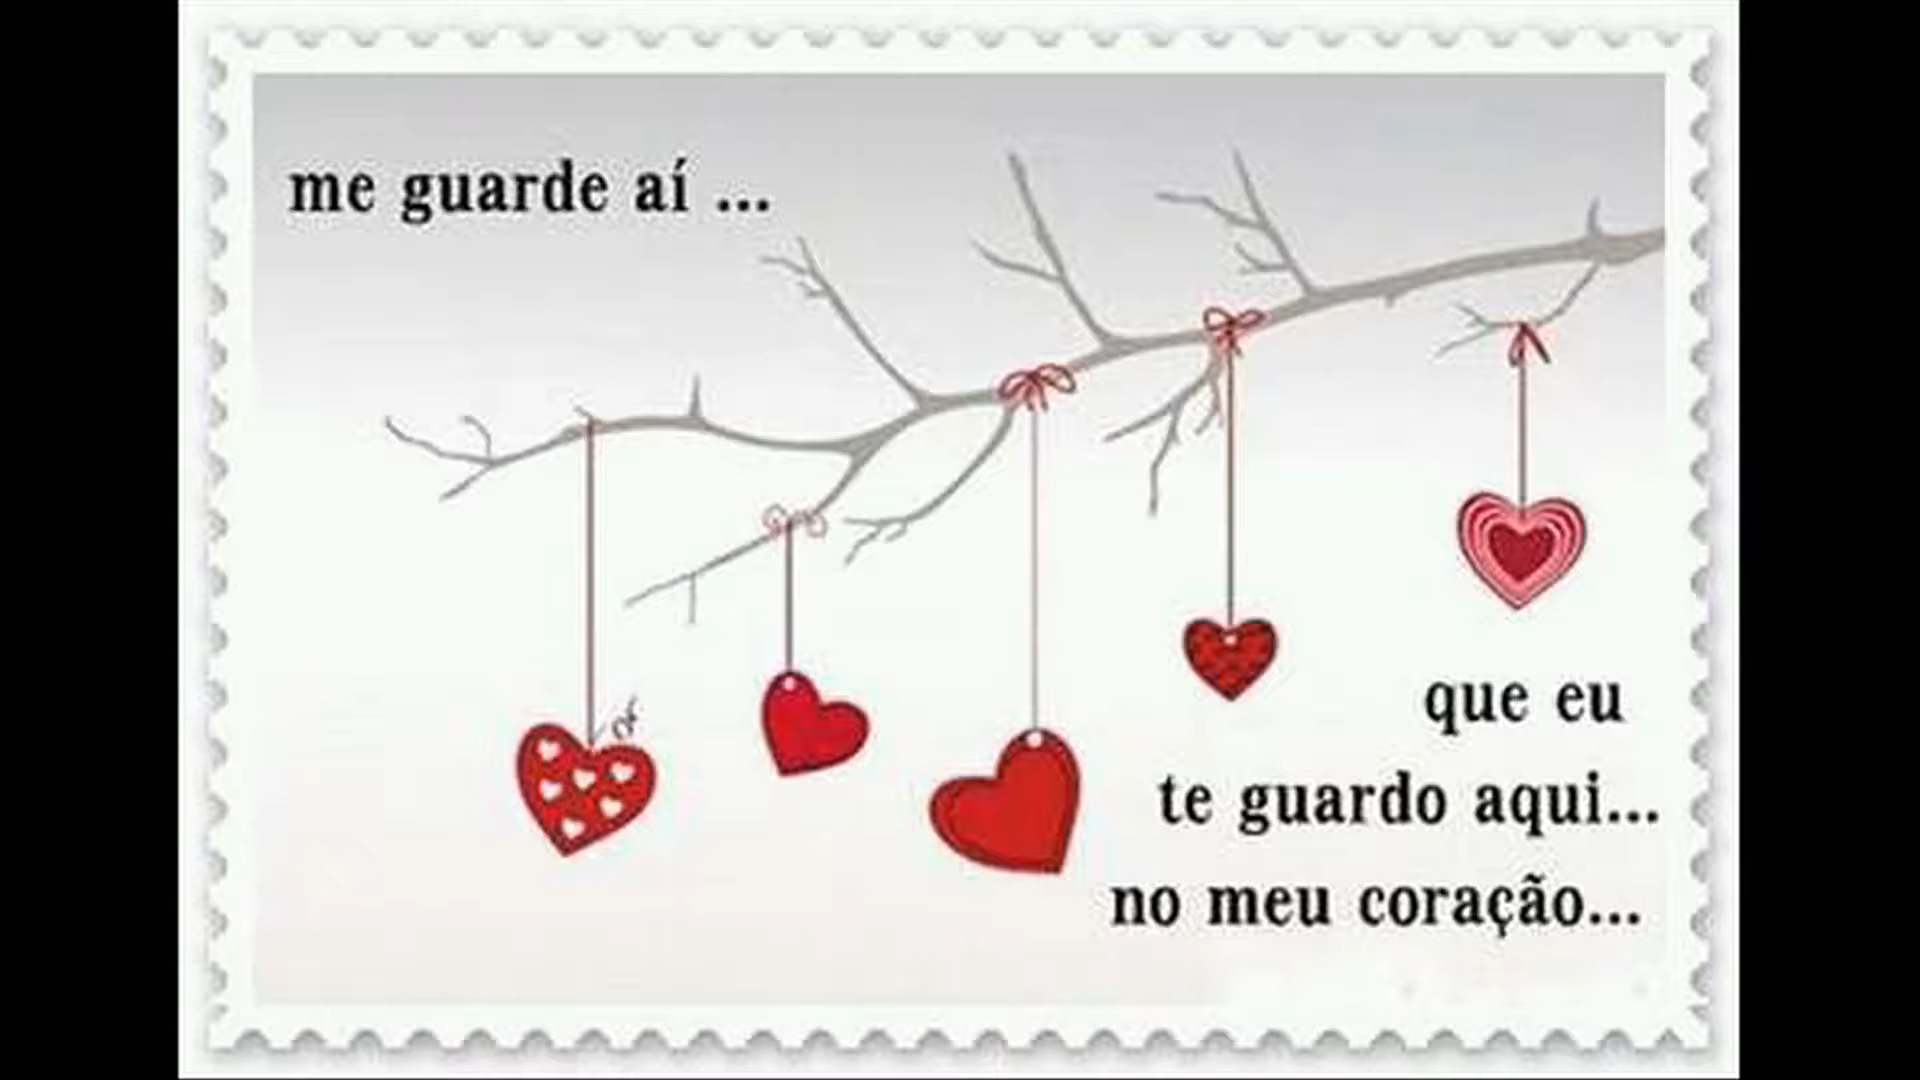 me guarde aí ...
que eu
te guardo aqui...
no meu coração...